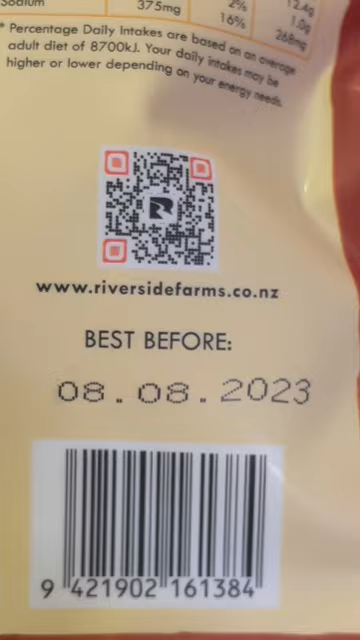 Sodium 375mg 2% 12.4g
16% 1.0g
268mg
* Percentage Daily Intakes are based on an average
adult diet of 8700kJ. Your daily intakes may be
higher or lower depending on your energy needs.
www.riversidefarms.co.nz
BEST BEFORE:
08.08.2023
9 421902 161384